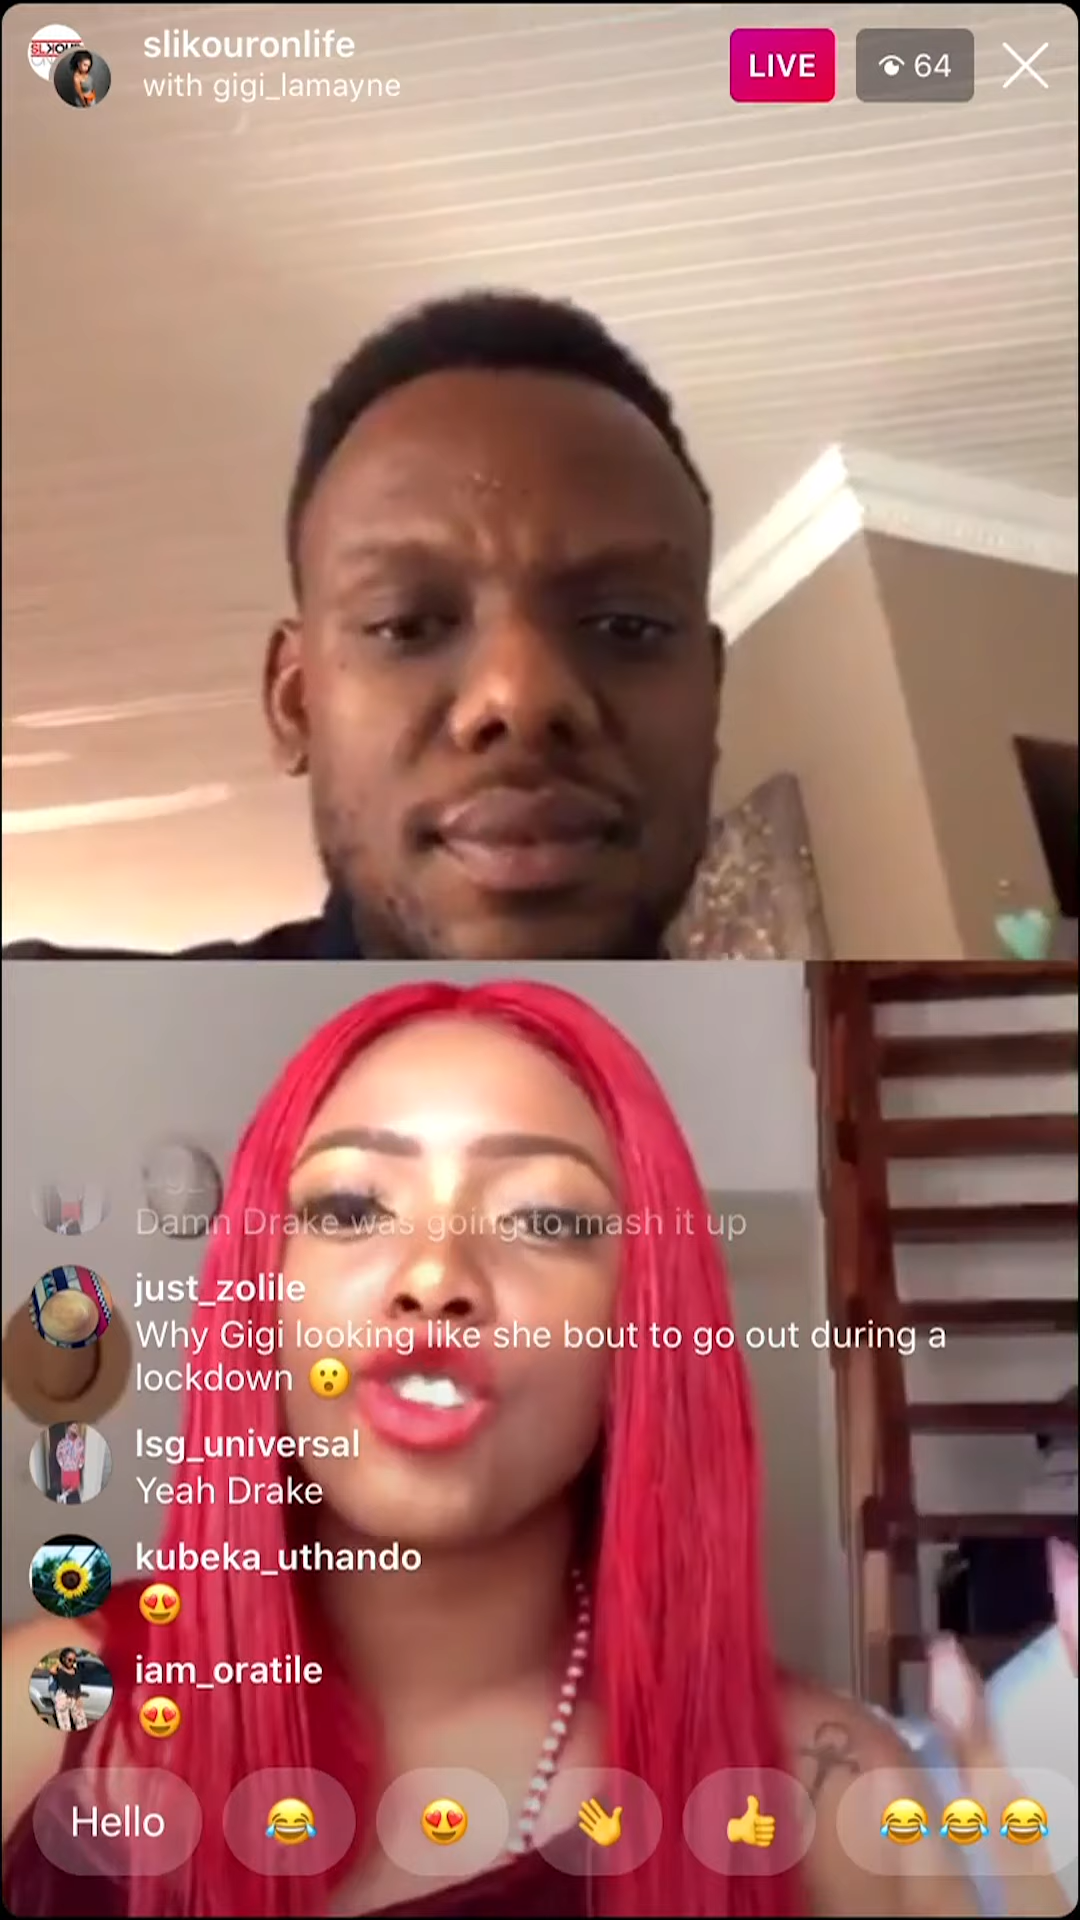 slikouronlife
with gigi_lamayne
LIVE
64
Damn Drake was going to mash it up
just_zolile
Why Gigi looking like she bout to go out during a
lockdown 😮
lsg_universal
Yeah Drake
kubeka_uthando
😍
iam_oratile
😍
Hello 😂 😍 👋 👍 😂😂😂